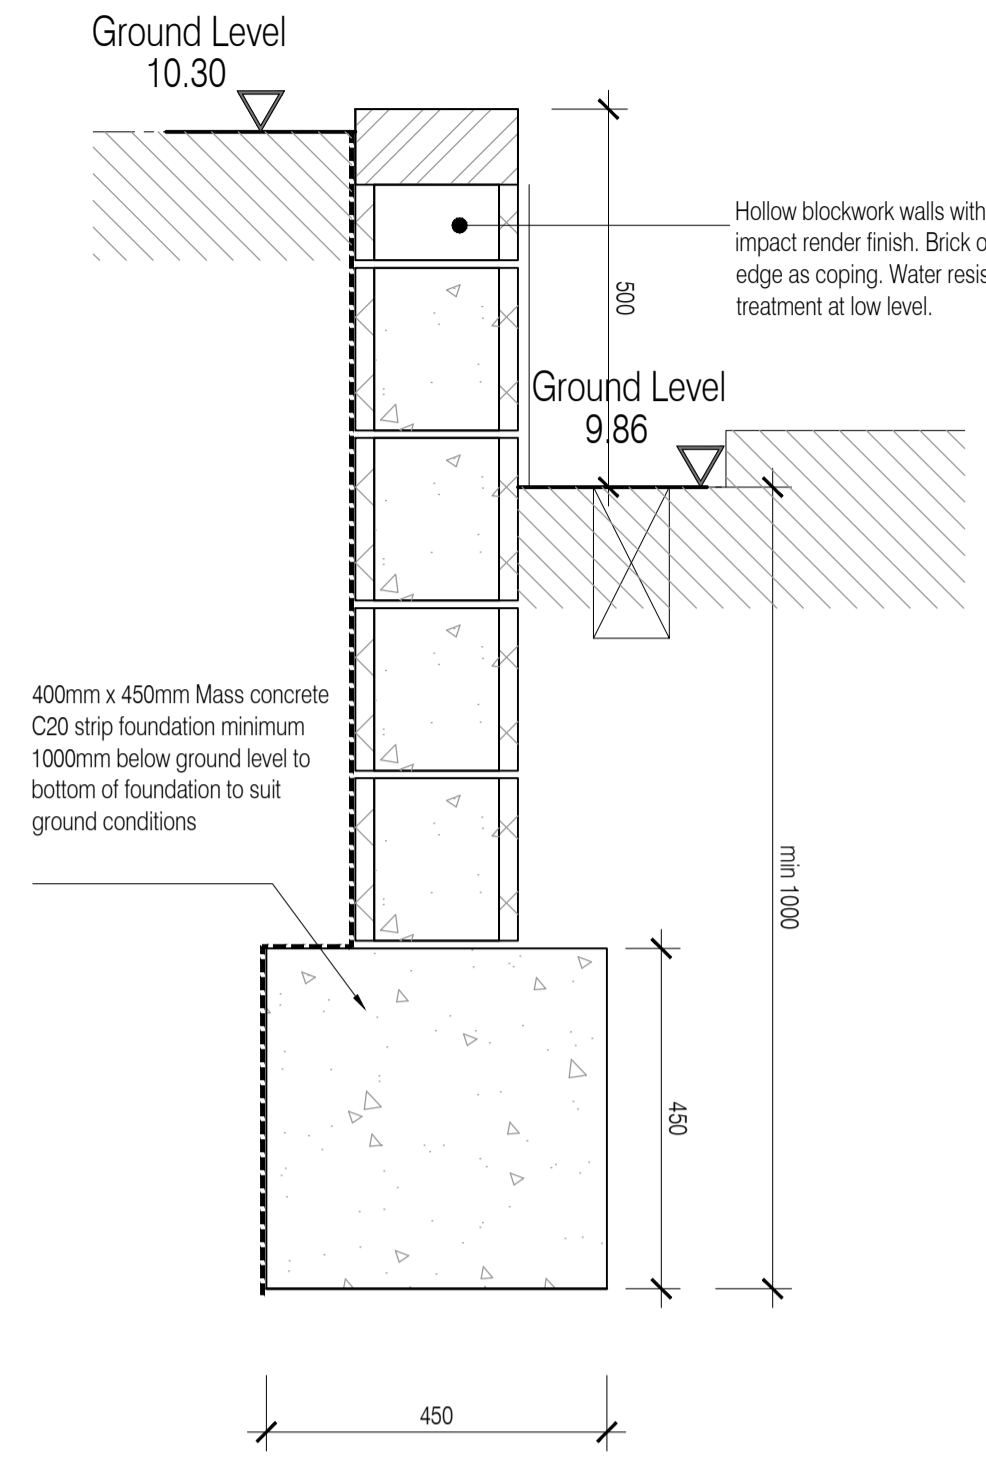 Ground Level
10.30
Hollow blockwork walls with
impact render finish. Brick
edge as coping. Water
treatment at low level.
500
Ground Level
9.86
400mm x 450mm Mass concrete
C20 strip foundation minimum
1000mm below ground level to
bottom of foundation to suit
ground conditions
min 1000
450
450